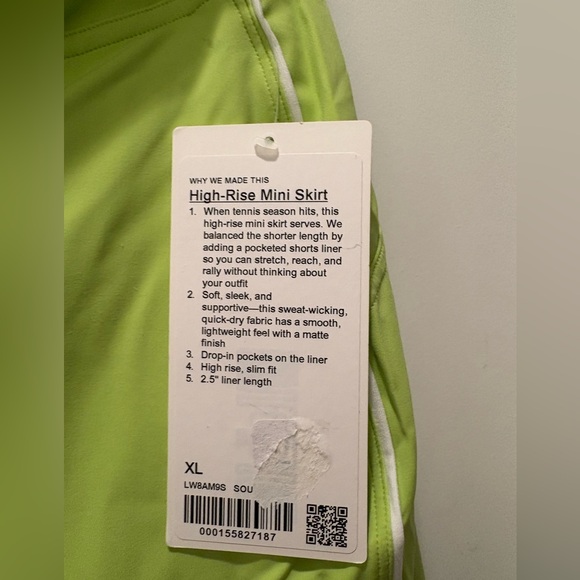 WHY WE MADE THIS
High-Rise Mini Skirt
1. When tennis season hits, this
high-rise mini skirt serves. We
balanced the shorter length by
adding a pocketed shorts liner
so you can stretch, reach, and
rally without thinking about
your outfit
2. Soft, sleek, and
supportive—this sweat-wicking,
quick-dry fabric has a smooth,
lightweight feel with a matte
finish
3. Drop-in pockets on the liner
4. High rise, slim fit
5. 2.5" liner length
XL
LW8AM9S SOU
000155827187